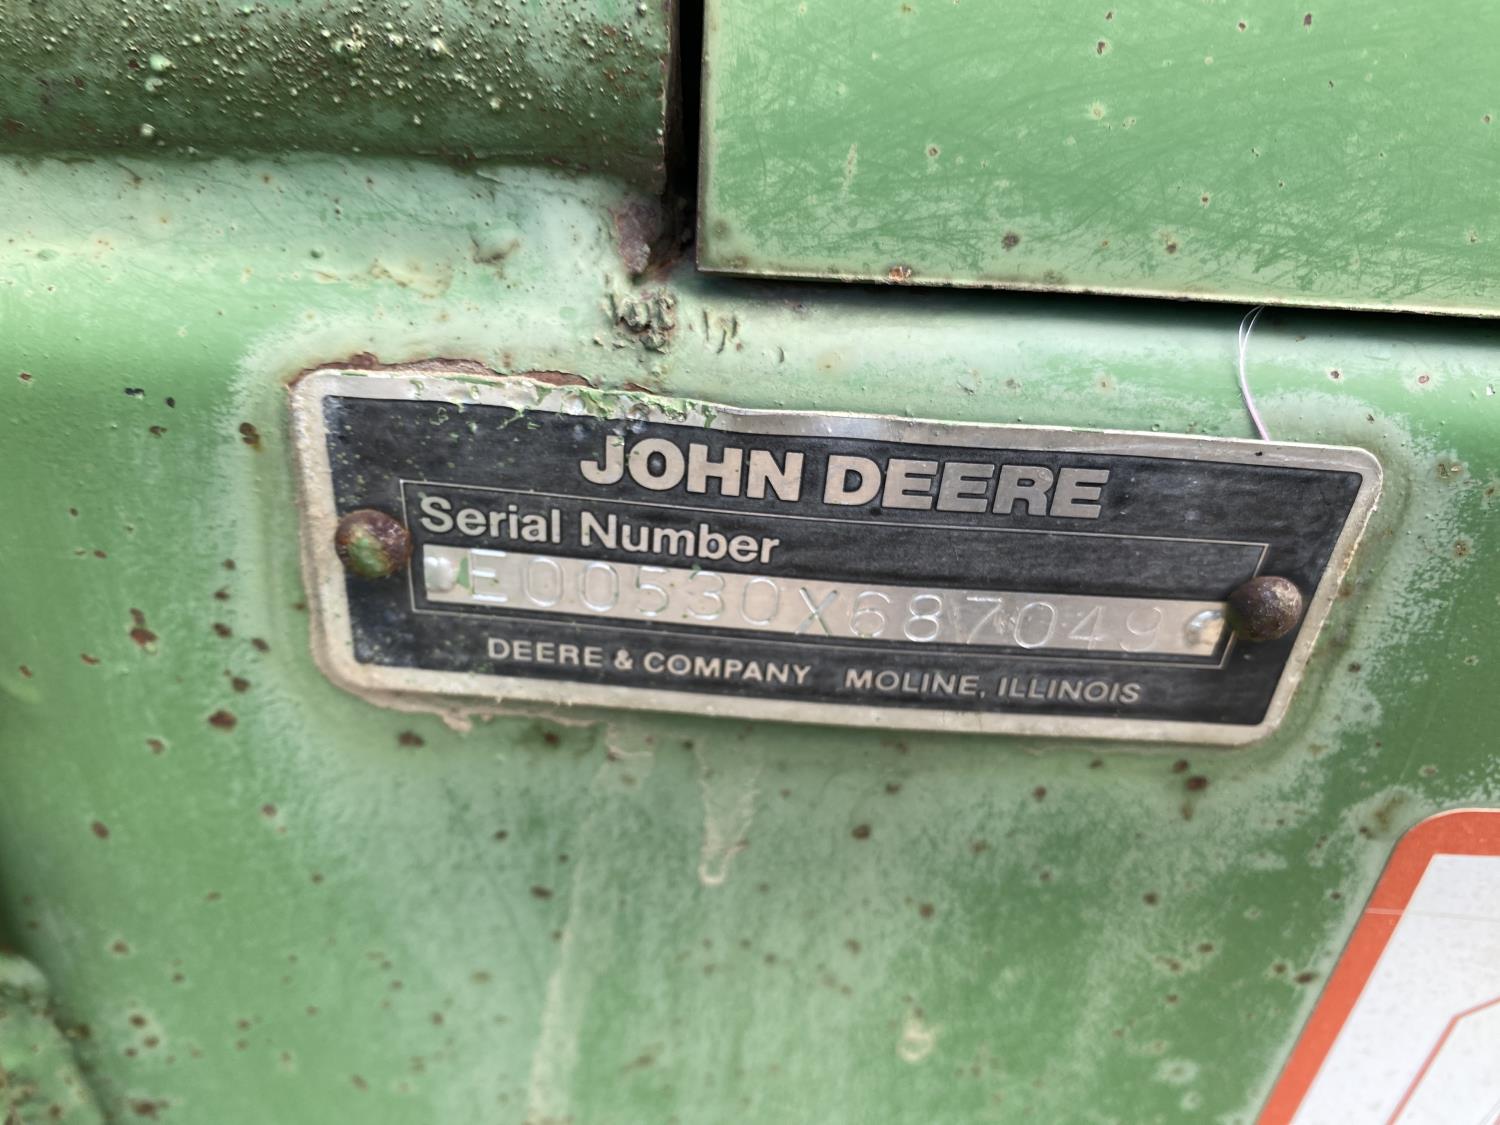 JOHN DEERE
Serial Number
E00530X687049
DEERE & COMPANY MOLINE, ILLINOIS